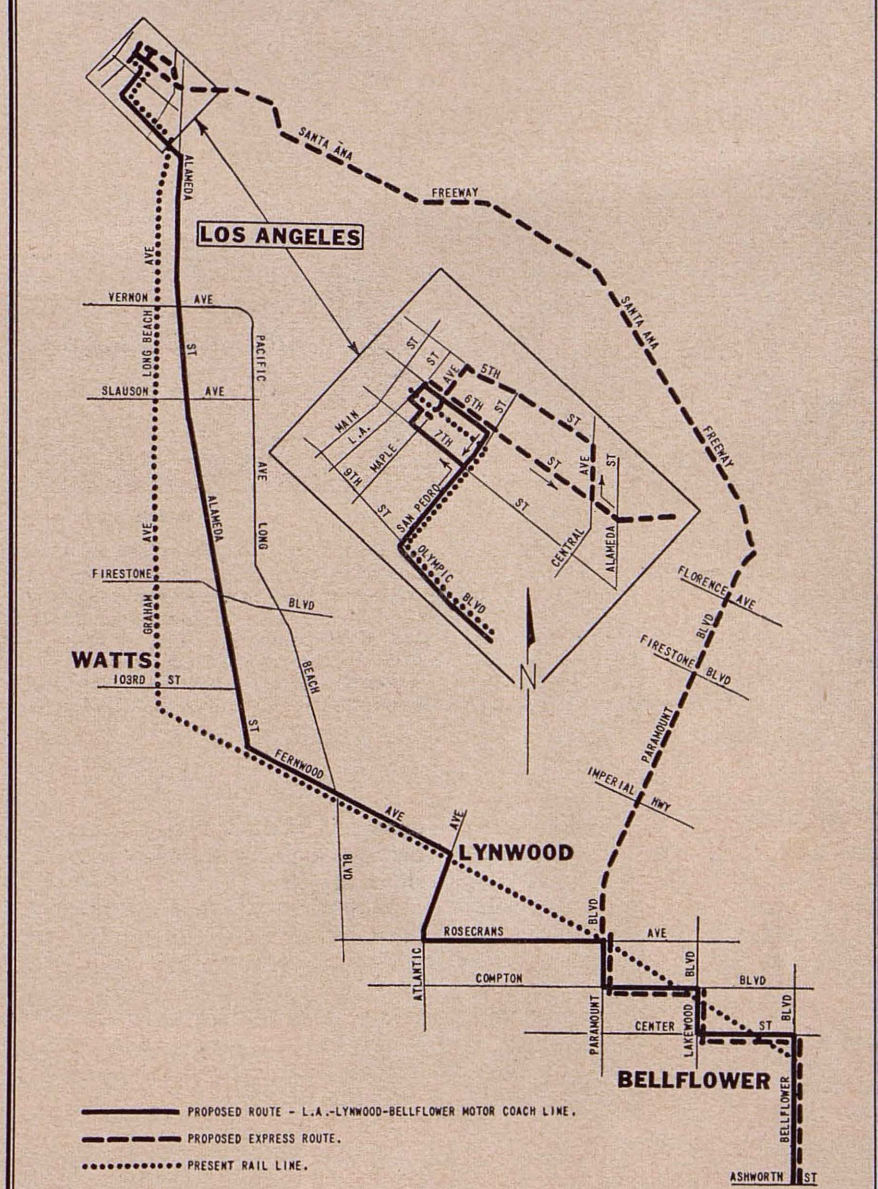 SANTA ANA
FREEWAY
ALAMEDA
LOS ANGELES
AVE
SANTA ANA
VERNON AVE
LONG BEACH
ST
PACIFIC
SLAUSON AVE
FREEWAY
ST
ST
AVE
5TH
MAIN
L.A.
6TH
ST
ST
MAPLE
7TH
9TH
ST
ST
AVE
ST
SAN PEDRO
ST
CENTRAL
ALAMEDA
OLYMPIC
BLVD
AVE
LONG
AVE
ALAMEDA
FIRESTONE
BLVD
GRAHAM
FLORENCE AVE
BLVD
FIRESTONE BLVD
WATTS
103RD ST
BEACH
N
ST
PARAMOUNT
FERNWOOD
AVE
IMPERIAL HWY
AVE
LYNWOOD
BLVD
BLVD
ROSECRANS
AVE
ATLANTIC
COMPTON
BLVD
BLVD
PARAMOUNT
CENTER
LAKEWOOD
ST
BLVD
BELLFLOWER
BELLFLOWER
PROPOSED ROUTE - L.A.-LYNWOOD-BELLFLOWER MOTOR COACH LINE.
PROPOSED EXPRESS ROUTE.
PRESENT RAIL LINE.
ASHWORTH ST